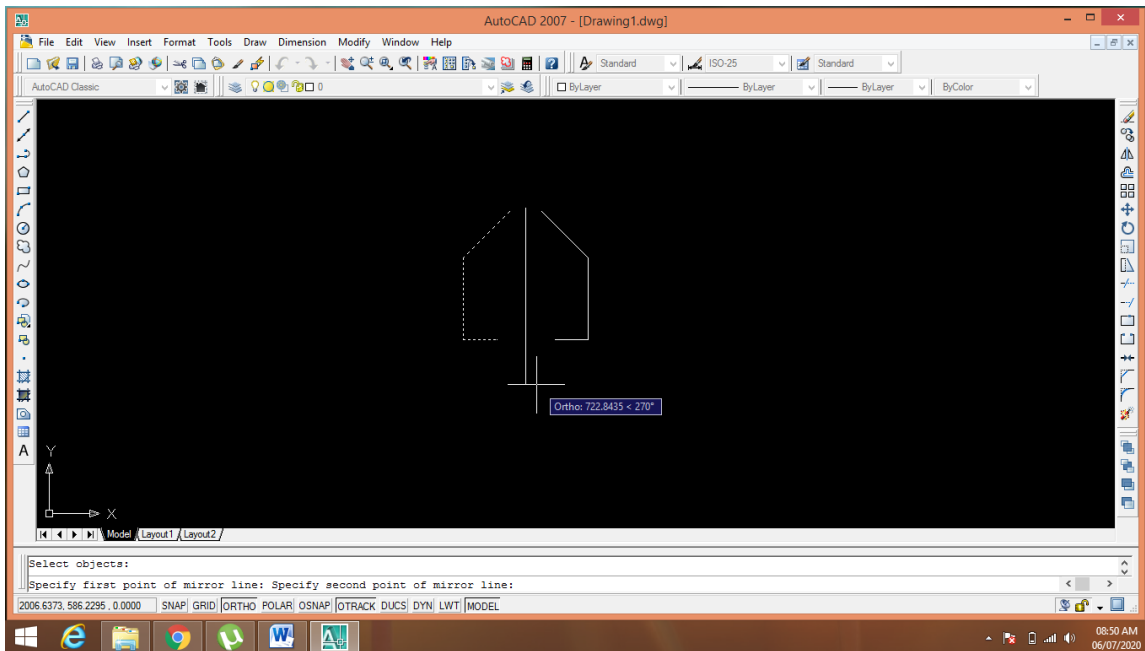 AutoCAD 2007 - [Drawing1.dwg]
File Edit View Insert Format Tools Draw Dimension Modify Window Help
Standard ISO-25 Standard
AutoCAD Classic 0 ByLayer ByLayer ByLayer ByColor
Ortho: 722.8435 < 270°
A
Y
X
Model Layout1 Layout2
Select objects:
Specify first point of mirror line: Specify second point of mirror line:
2006.6373, 586.2295 , 0.0000 SNAP GRID ORTHO POLAR OSNAP OTRACK DUCS DYN LWT MODEL
08:50 AM
06/07/2020